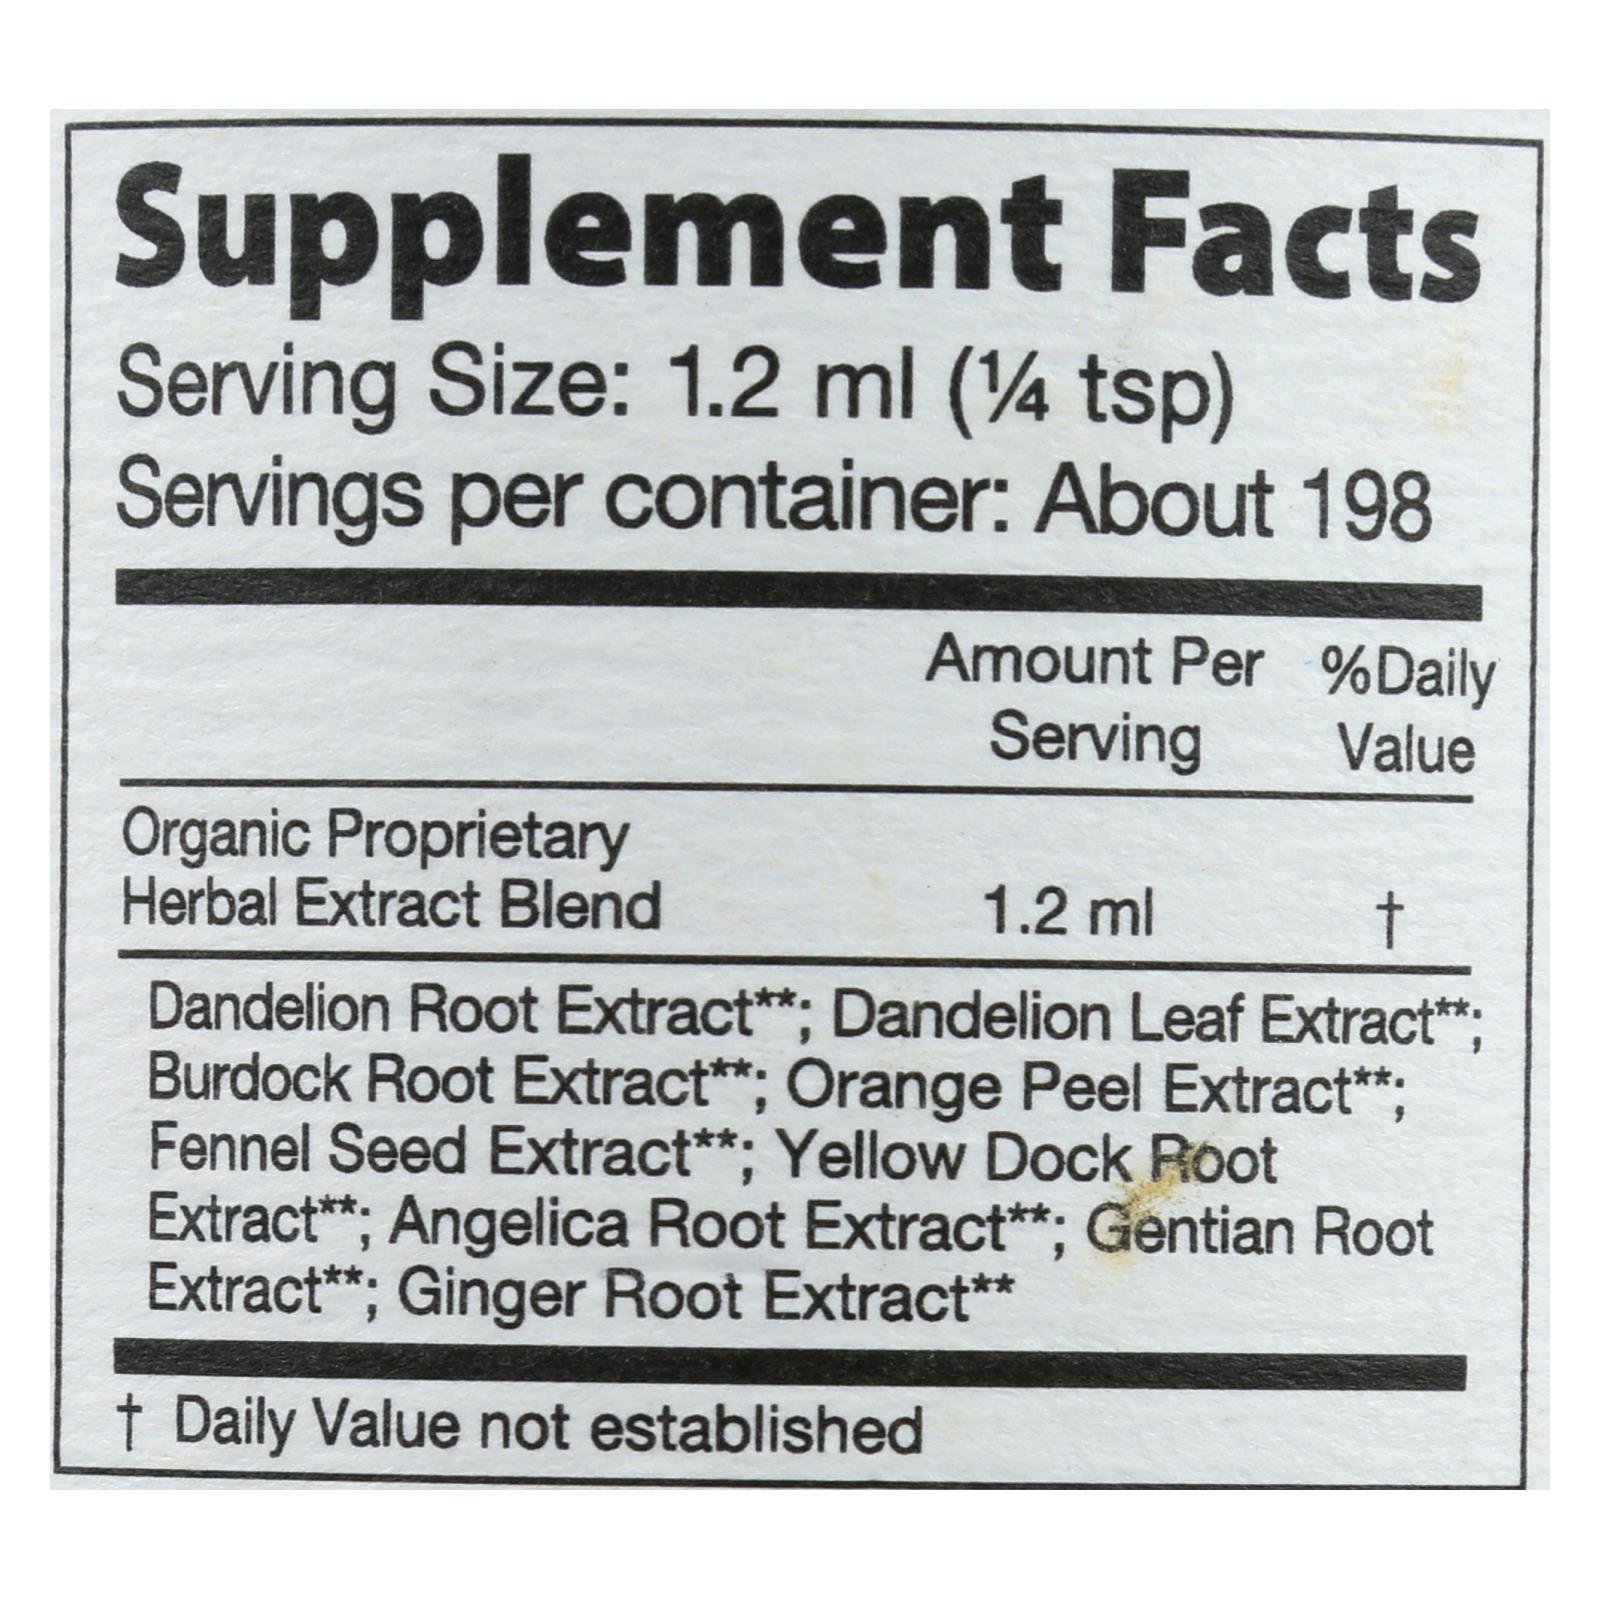 Supplement Facts
Serving Size: 1.2 ml (¼ tsp)
Servings per container: About 198
Amount Per Serving
%Daily Value
Organic Proprietary
Herbal Extract Blend 1.2 ml †
Dandelion Root Extract**; Dandelion Leaf Extract**;
Burdock Root Extract**; Orange Peel Extract**;
Fennel Seed Extract**; Yellow Dock Root
Extract**; Angelica Root Extract**; Gentian Root
Extract**; Ginger Root Extract**
† Daily Value not established